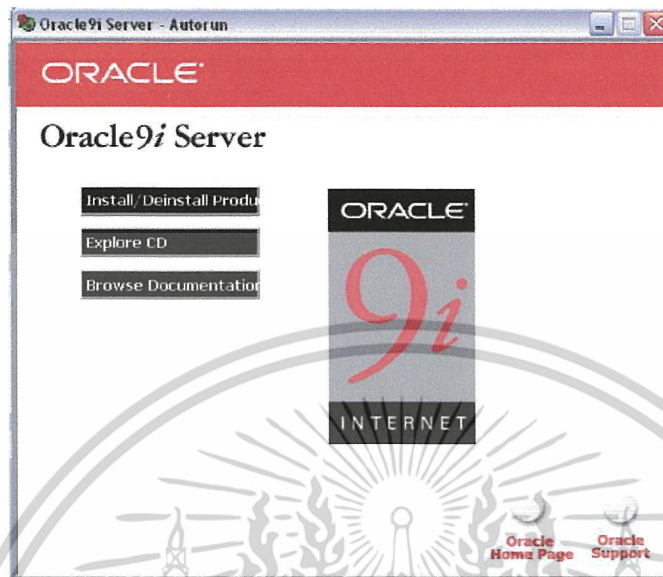 Oracle9i Server - Autorun
ORACLE
Oracle9i Server
Install/Deinstall Produ
Explore CD
Browse Documentation
ORACLE
9i
INTERNET
Oracle
Home Page
Oracle
Support